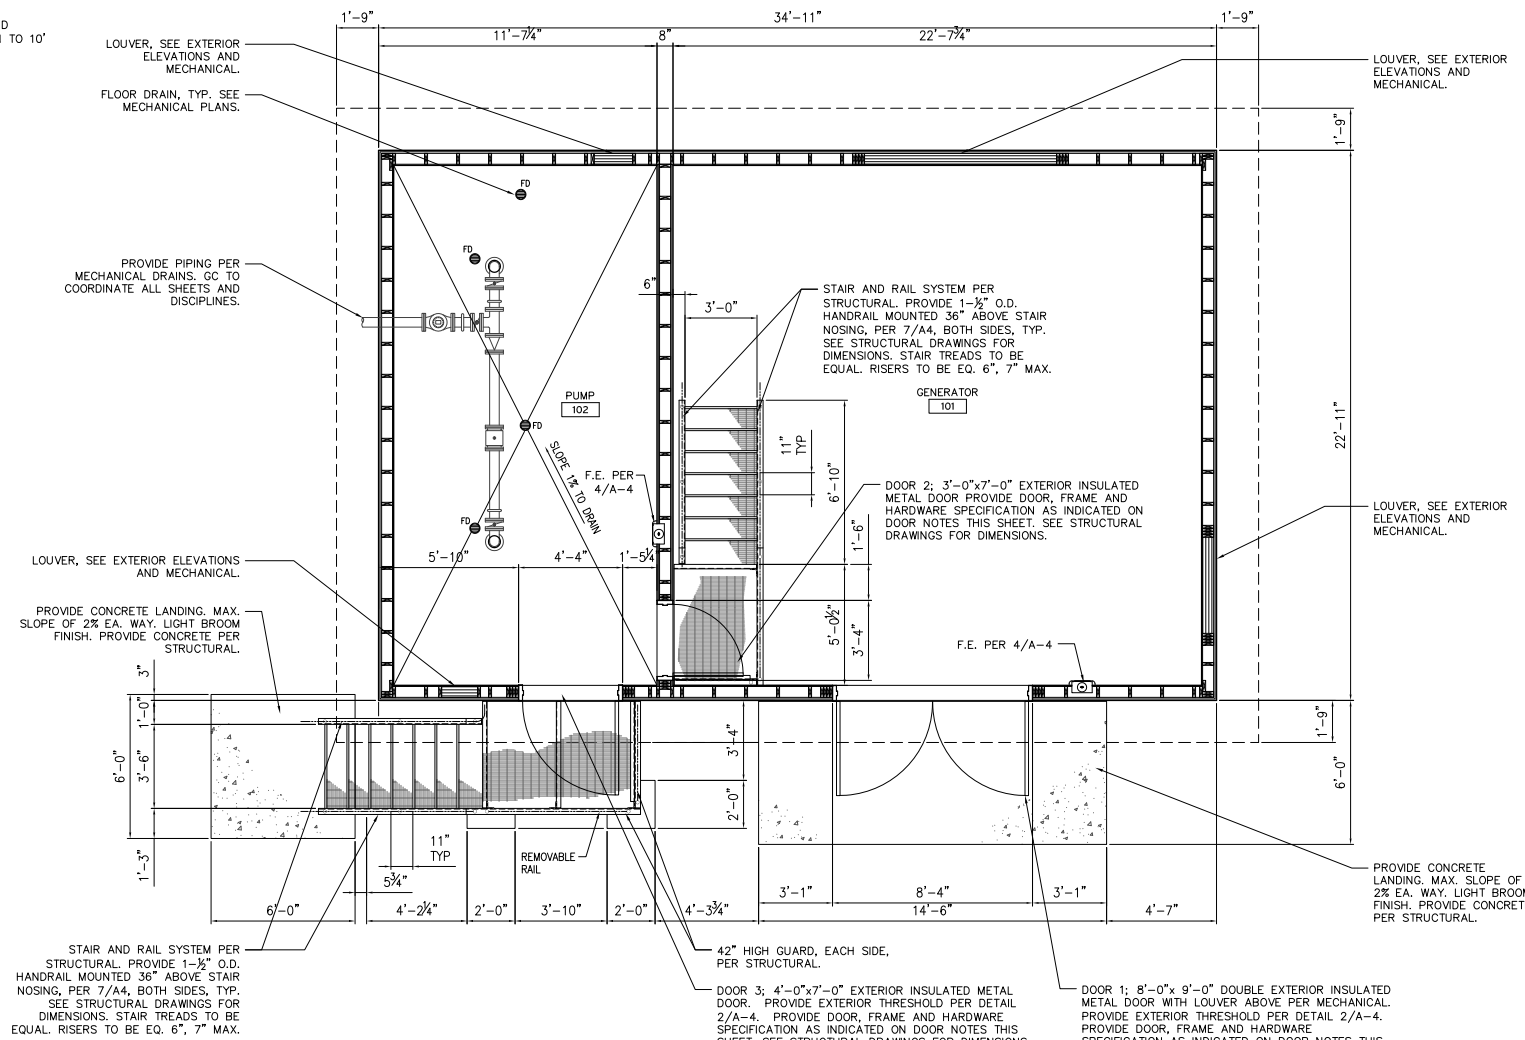 D
TO 10'
1'-9"
34'-11"
1'-9"
11'-7¼"
8"
22'-7¾"
LOUVER, SEE EXTERIOR
ELEVATIONS AND
MECHANICAL.
FLOOR DRAIN, TYP. SEE
MECHANICAL PLANS.
LOUVER, SEE EXTERIOR
ELEVATIONS AND
MECHANICAL.
1'-9"
FD
FD
PROVIDE PIPING PER
MECHANICAL DRAINS. GC TO
COORDINATE ALL SHEETS AND
DISCIPLINES.
6"
3'-0"
STAIR AND RAIL SYSTEM PER
STRUCTURAL. PROVIDE 1-½" O.D.
HANDRAIL MOUNTED 36" ABOVE STAIR
NOSING, PER 7/A4, BOTH SIDES, TYP.
SEE STRUCTURAL DRAWINGS FOR
DIMENSIONS. STAIR TREADS TO BE
EQUAL. RISERS TO BE EQ. 6", 7" MAX.
PUMP
102
GENERATOR
101
FD
22'-11"
11"
TYP
6'-10"
SLOPE 1% TO DRAIN
F.E. PER
4/A-4
DOOR 2; 3'-0"x7'-0" EXTERIOR INSULATED
METAL DOOR PROVIDE DOOR, FRAME AND
HARDWARE SPECIFICATION AS INDICATED ON
DOOR NOTES THIS SHEET. SEE STRUCTURAL
DRAWINGS FOR DIMENSIONS.
LOUVER, SEE EXTERIOR
ELEVATIONS AND
MECHANICAL.
FD
1'-6"
5'-10"
4'-4"
1'-5¼"
LOUVER, SEE EXTERIOR ELEVATIONS
AND MECHANICAL.
PROVIDE CONCRETE LANDING. MAX.
SLOPE OF 2% EA. WAY. LIGHT BROOM
FINISH. PROVIDE CONCRETE PER
STRUCTURAL.
5'-0½"
3'-4"
F.E. PER 4/A-4
3"
1'-0"
6'-0"
3'-6"
1'-3"
3'-4"
2'-0"
1'-9"
6'-0"
11"
TYP
REMOVABLE
RAIL
5¾"
PROVIDE CONCRETE
LANDING. MAX. SLOPE OF
2% EA. WAY. LIGHT BROOM
FINISH. PROVIDE CONCRET
PER STRUCTURAL.
3'-1"
8'-4"
3'-1"
6'-0"
4'-2¼"
2'-0"
3'-10"
2'-0"
4'-3¾"
14'-6"
4'-7"
STAIR AND RAIL SYSTEM PER
STRUCTURAL. PROVIDE 1-½" O.D.
HANDRAIL MOUNTED 36" ABOVE STAIR
NOSING, PER 7/A4, BOTH SIDES, TYP.
SEE STRUCTURAL DRAWINGS FOR
DIMENSIONS. STAIR TREADS TO BE
EQUAL. RISERS TO BE EQ. 6", 7" MAX.
42" HIGH GUARD, EACH SIDE,
PER STRUCTURAL.
DOOR 3; 4'-0"x7'-0" EXTERIOR INSULATED METAL
DOOR. PROVIDE EXTERIOR THRESHOLD PER DETAIL
2/A-4. PROVIDE DOOR, FRAME AND HARDWARE
SPECIFICATION AS INDICATED ON DOOR NOTES THIS
SHEET. SEE STRUCTURAL DRAWINGS FOR DIMENSIONS
DOOR 1; 8'-0"x 9'-0" DOUBLE EXTERIOR INSULATED
METAL DOOR WITH LOUVER ABOVE PER MECHANICAL.
PROVIDE EXTERIOR THRESHOLD PER DETAIL 2/A-4.
PROVIDE DOOR, FRAME AND HARDWARE
SPECIFICATION AS INDICATED ON DOOR NOTES THIS